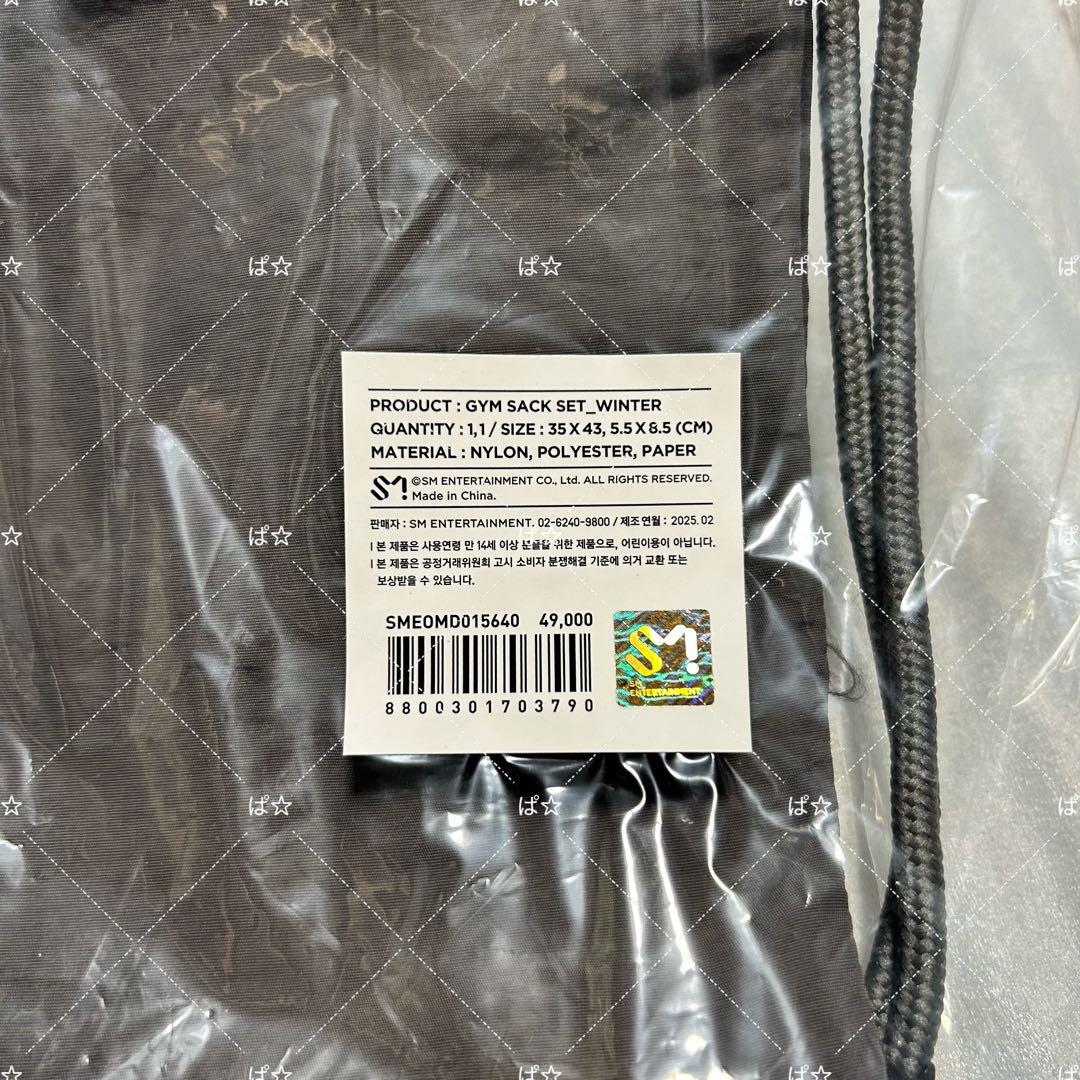 PRODUCT : GYM SACK SET_WINTER
QUANTITY : 1,1 / SIZE : 35 X 43, 5.5 X 8.5 (CM)
MATERIAL : NYLON, POLYESTER, PAPER
SM! ©SM ENTERTAINMENT CO., Ltd. ALL RIGHTS RESERVED.
Made in China.
판매자 : SM ENTERTAINMENT. 02-6240-9800 / 제조연월 : 2025. 02
I 본 제품은 사용연령 만 14세 이상 분들을 위한 제품으로, 어린이용이 아닙니다.
I 본 제품은 공정거래위원회 고시 소비자 분쟁해결 기준에 의거 교환 또는
보상받을 수 있습니다.
SMEOMD015640 49,000
8800301703790
SM!
SM
ENTERTAINMENT
ぱ☆